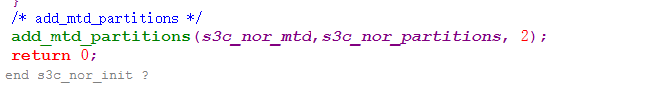 }
/* add_mtd_partitions */
add_mtd_partitions(s3c_nor_mtd,s3c_nor_partitions, 2);
return 0;
end s3c_nor_init ?